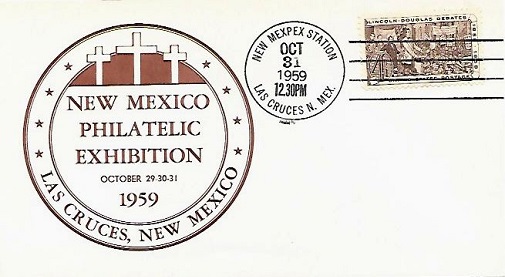 NEW MEXICO
PHILATELIC
EXHIBITION
OCTOBER 29-30-31
1959
LAS CRUCES, NEW MEXICO
NEW MEXPEX STATION
OCT
31
1959
12.30PM
LAS CRUCES N. MEX.
LINCOLN-DOUGLAS DEBATES